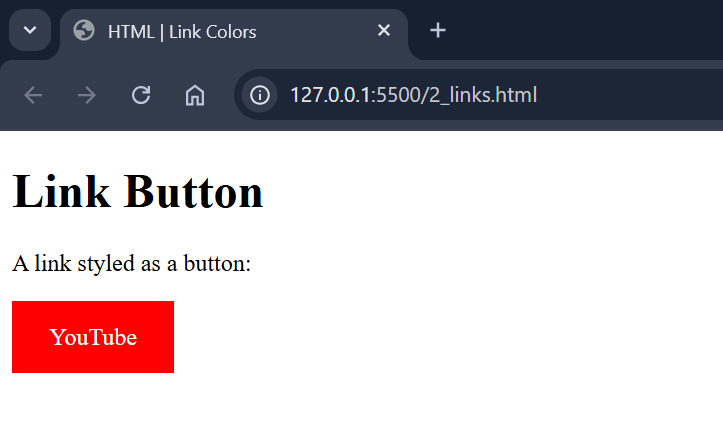 HTML | Link Colors
127.0.0.1:5500/2_links.html
Link Button
A link styled as a button:
YouTube